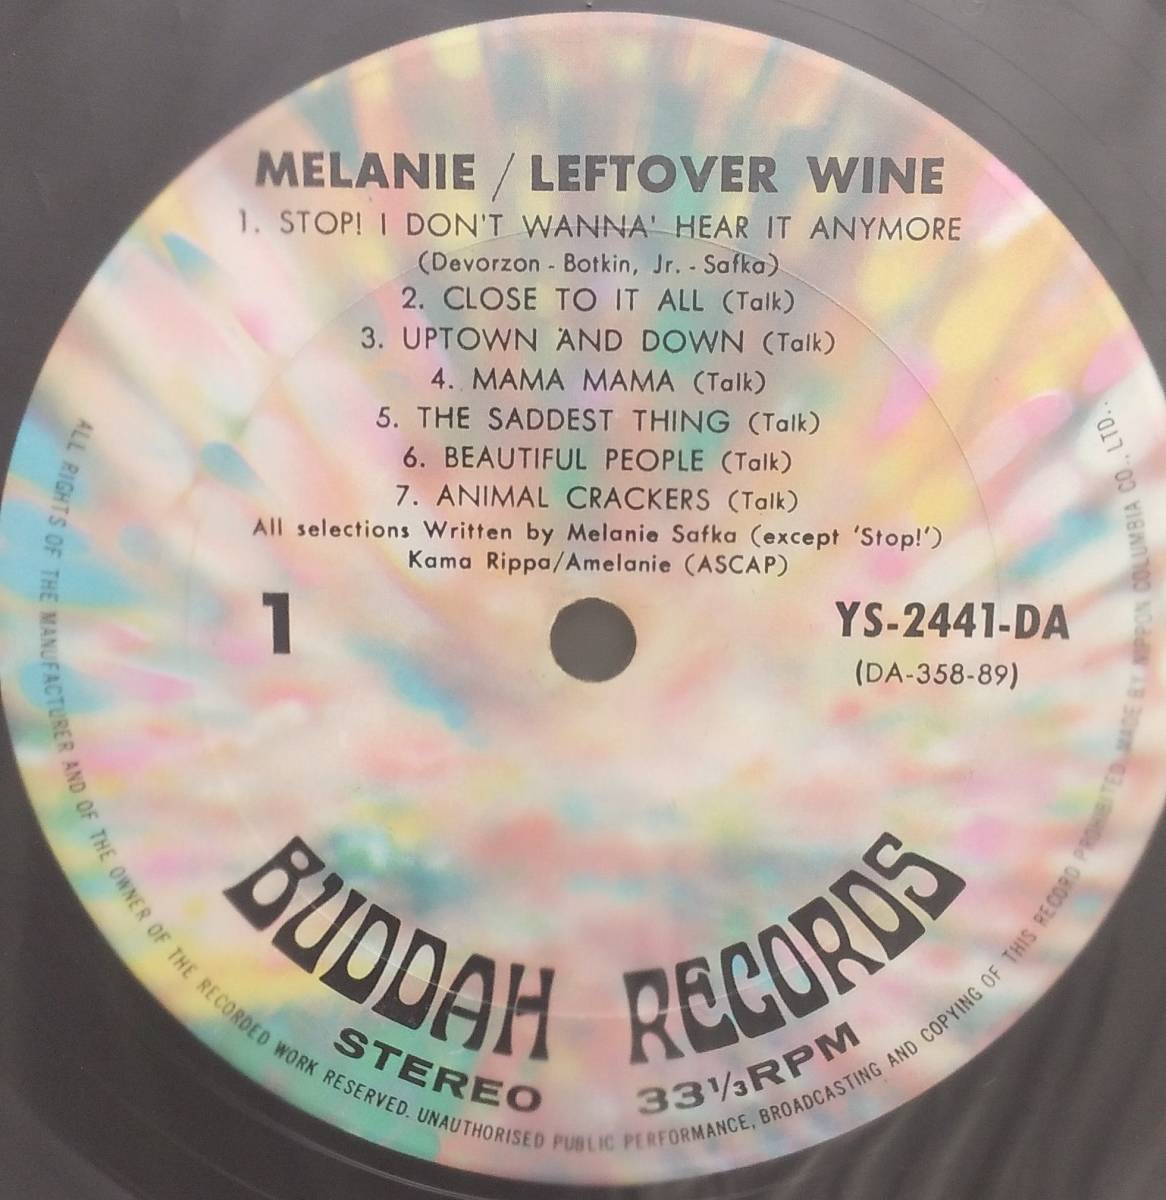 MELANIE / LEFTOVER WINE
1. STOP! I DON'T WANNA' HEAR IT ANYMORE
(Devorzon - Botkin, Jr. - Safka)
2. CLOSE TO IT ALL (Talk)
3. UPTOWN AND DOWN (Talk)
4. MAMA MAMA (Talk)
5. THE SADDEST THING (Talk)
6. BEAUTIFUL PEOPLE (Talk)
7. ANIMAL CRACKERS (Talk)
All selections Written by Melanie Safka (except 'Stop!')
Kama Rippa/Amelanie (ASCAP)
1
YS-2441-DA
(DA-358-89)
BUDDAH RECORDS
STEREO 33 1/3 RPM
ALL RIGHTS OF THE MANUFACTURER AND OF THE OWNER OF THE RECORDED WORK RESERVED. UNAUTHORISED PUBLIC PERFORMANCE, BROADCASTING AND COPYING OF THIS RECORD PROHIBITED. MADE BY NIPPON COLUMBIA CO., LTD.